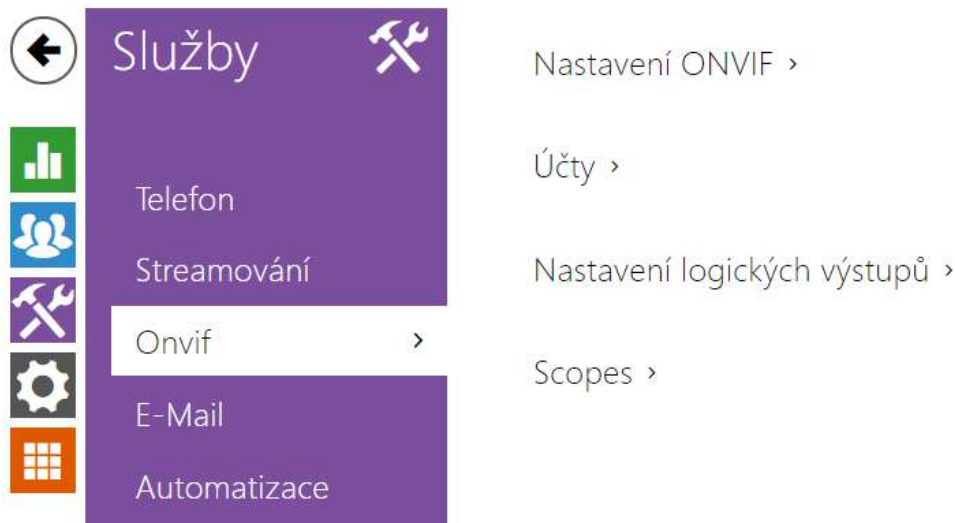 Služby
Telefon
Streamování
Onvif
E-Mail
Automatizace
Nastavení ONVIF
Účty
Nastavení logických výstupů
Scopes